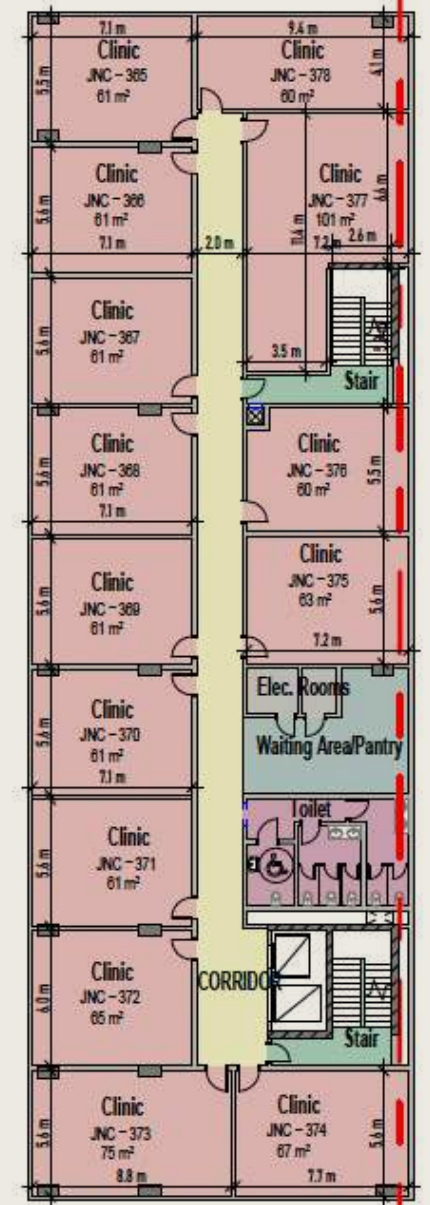 7.1 m
Clinic
JNC-365
61 m²
5.5 m
9.4 m
Clinic
JNC-378
60 m²
4.1 m
Clinic
JNC-366
61 m²
7.1 m
5.6 m
2.0 m
Clinic
JNC-377
101 m²
7.2 m
11.6 m
6.6 m
2.6 m
3.5 m
Clinic
JNC-367
61 m²
5.6 m
Stair
Clinic
JNC-368
61 m²
7.1 m
5.6 m
Clinic
JNC-376
60 m²
5.5 m
Clinic
JNC-369
61 m²
5.6 m
Clinic
JNC-375
63 m²
7.2 m
5.6 m
Clinic
JNC-370
61 m²
7.1 m
5.6 m
Elec. Rooms
Waiting Area/Pantry
Toilet
Clinic
JNC-371
61 m²
5.6 m
Clinic
JNC-372
65 m²
6.0 m
CORRIDOR
Stair
Clinic
JNC-373
75 m²
8.8 m
5.6 m
Clinic
JNC-374
67 m²
7.7 m
5.6 m